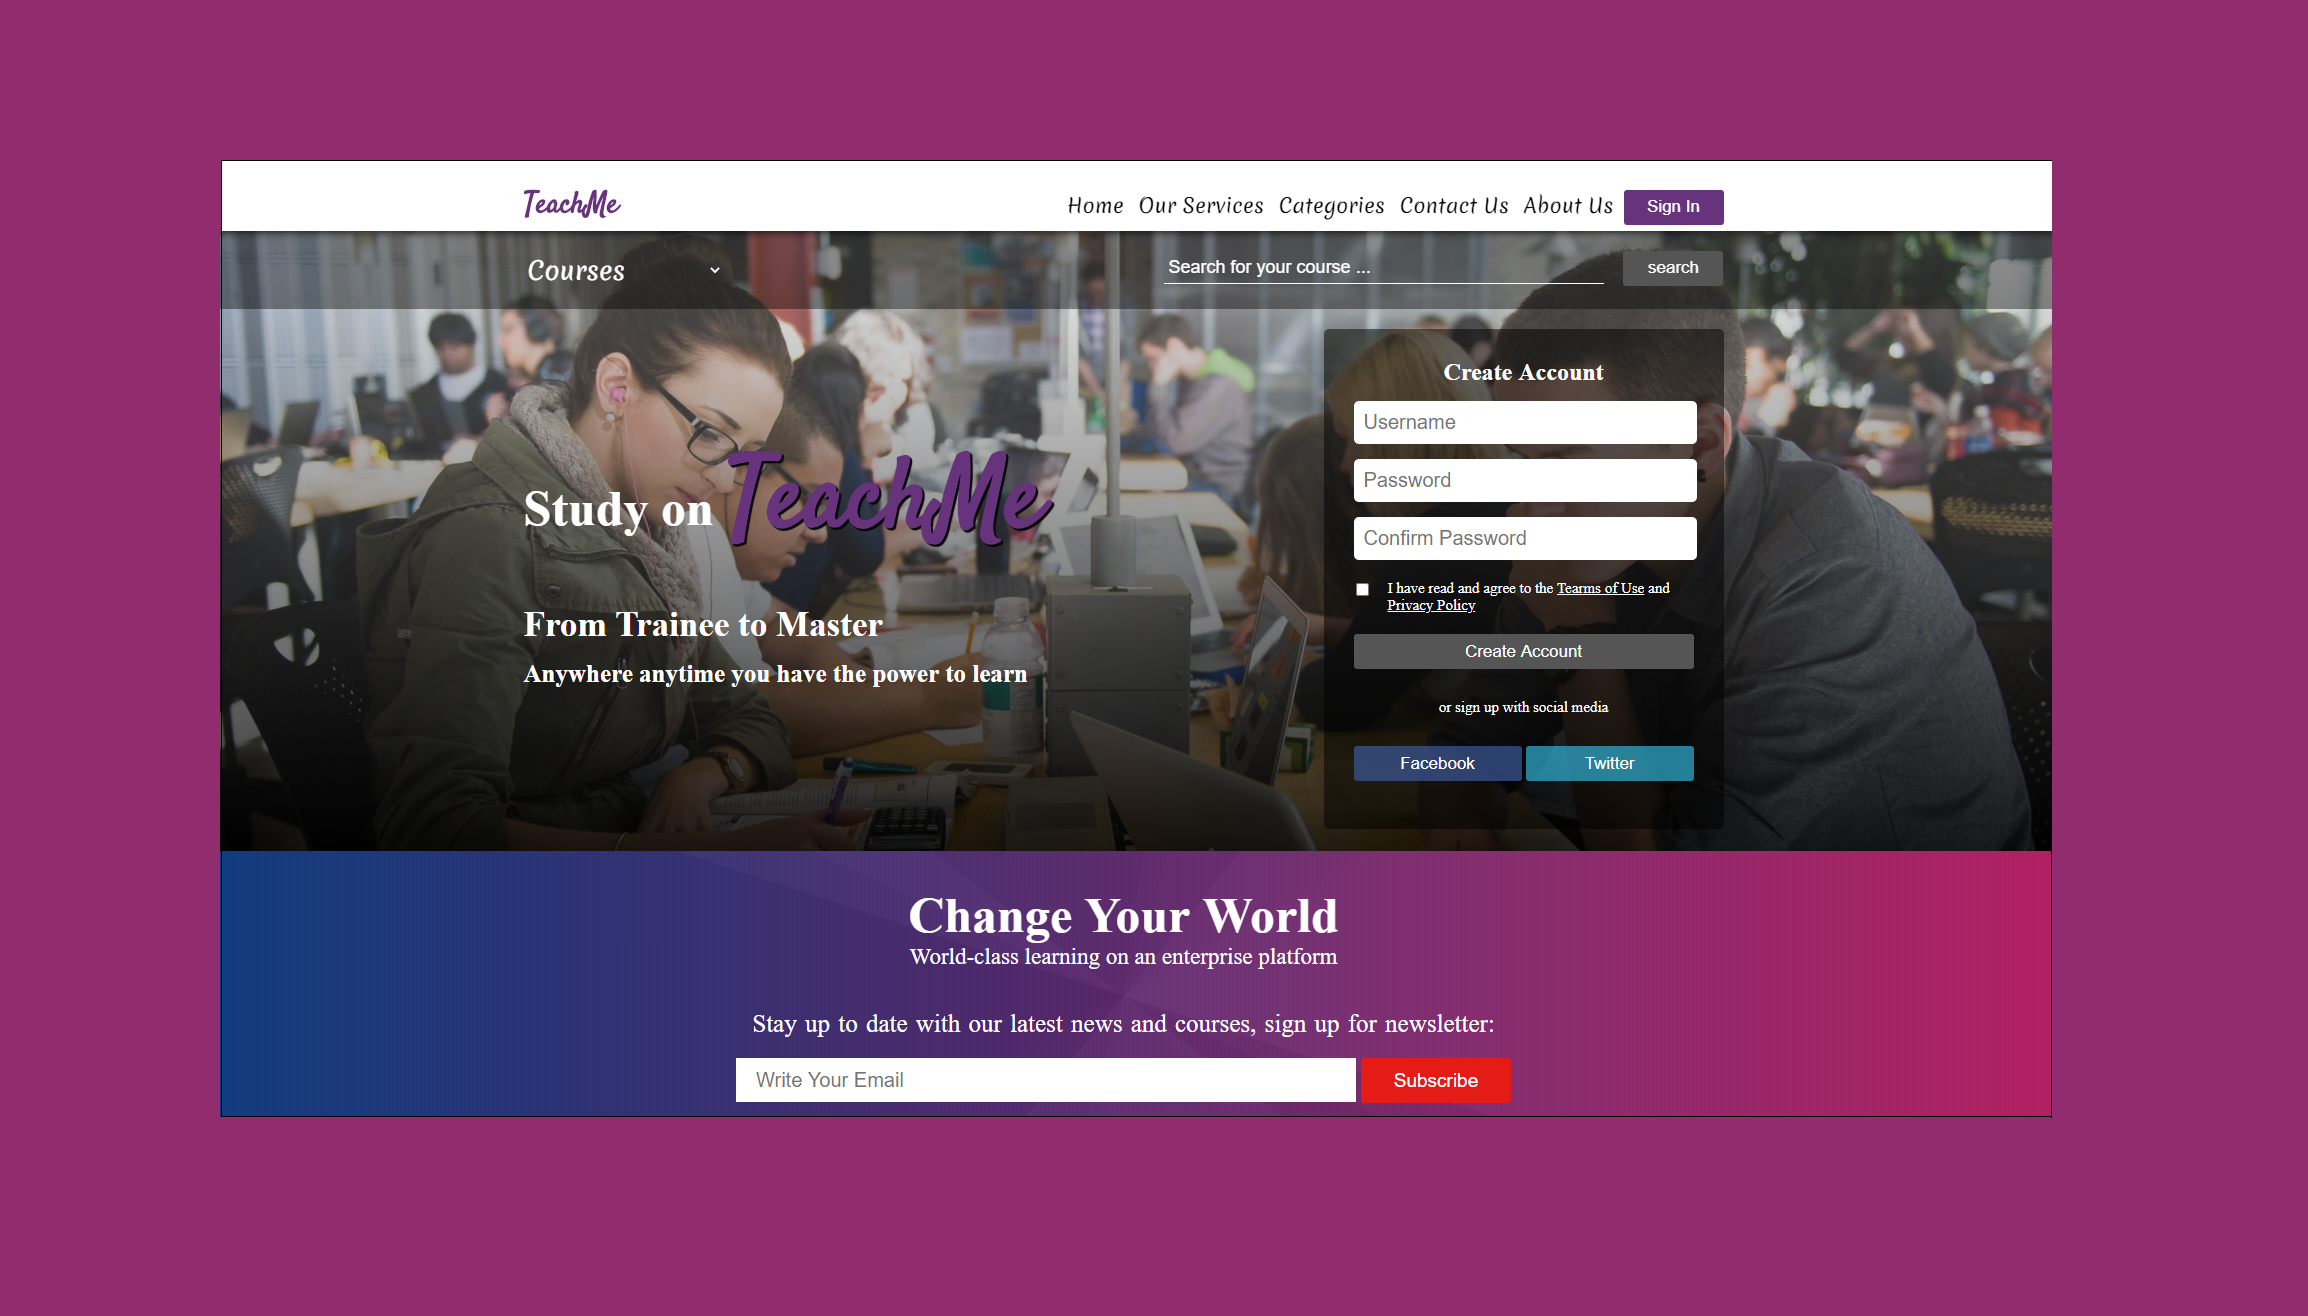 TeachMe
Home Our Services Categories Contact Us About Us Sign In
Courses
Search for your course ... search
Study on TeachMe
From Trainee to Master
Anywhere anytime you have the power to learn
Create Account
Username
Password
Confirm Password
I have read and agree to the Tearms of Use and
Privacy Policy
Create Account
or sign up with social media
Facebook Twitter
Change Your World
World-class learning on an enterprise platform
Stay up to date with our latest news and courses, sign up for newsletter:
Write Your Email Subscribe